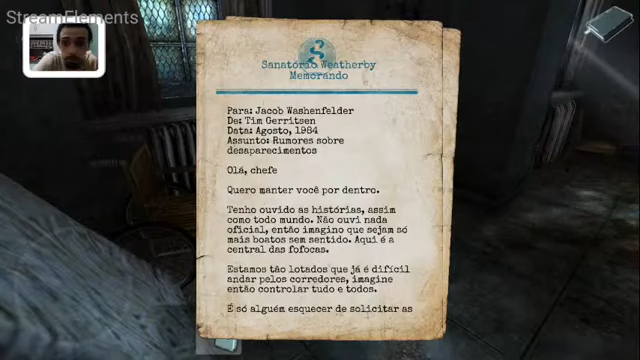 StreamElements
Sanatório Weatherby
Memorando
Para: Jacob Washenfelder
De: Tim Gerritsen
Data: Agosto, 1984
Assunto: Rumores sobre
desaparecimentos
Olá, chefe
Quero manter você por dentro.
Tenho ouvido as histórias, assim
como todo mundo. Não ouvi nada
oficial, então imagino que sejam só
mais boatos sem sentido. Aqui é a
central das fofocas.
Estamos tão lotados que já é difícil
andar pelos corredores, imagine
então controlar tudo e todos.
É só alguém esquecer de solicitar as